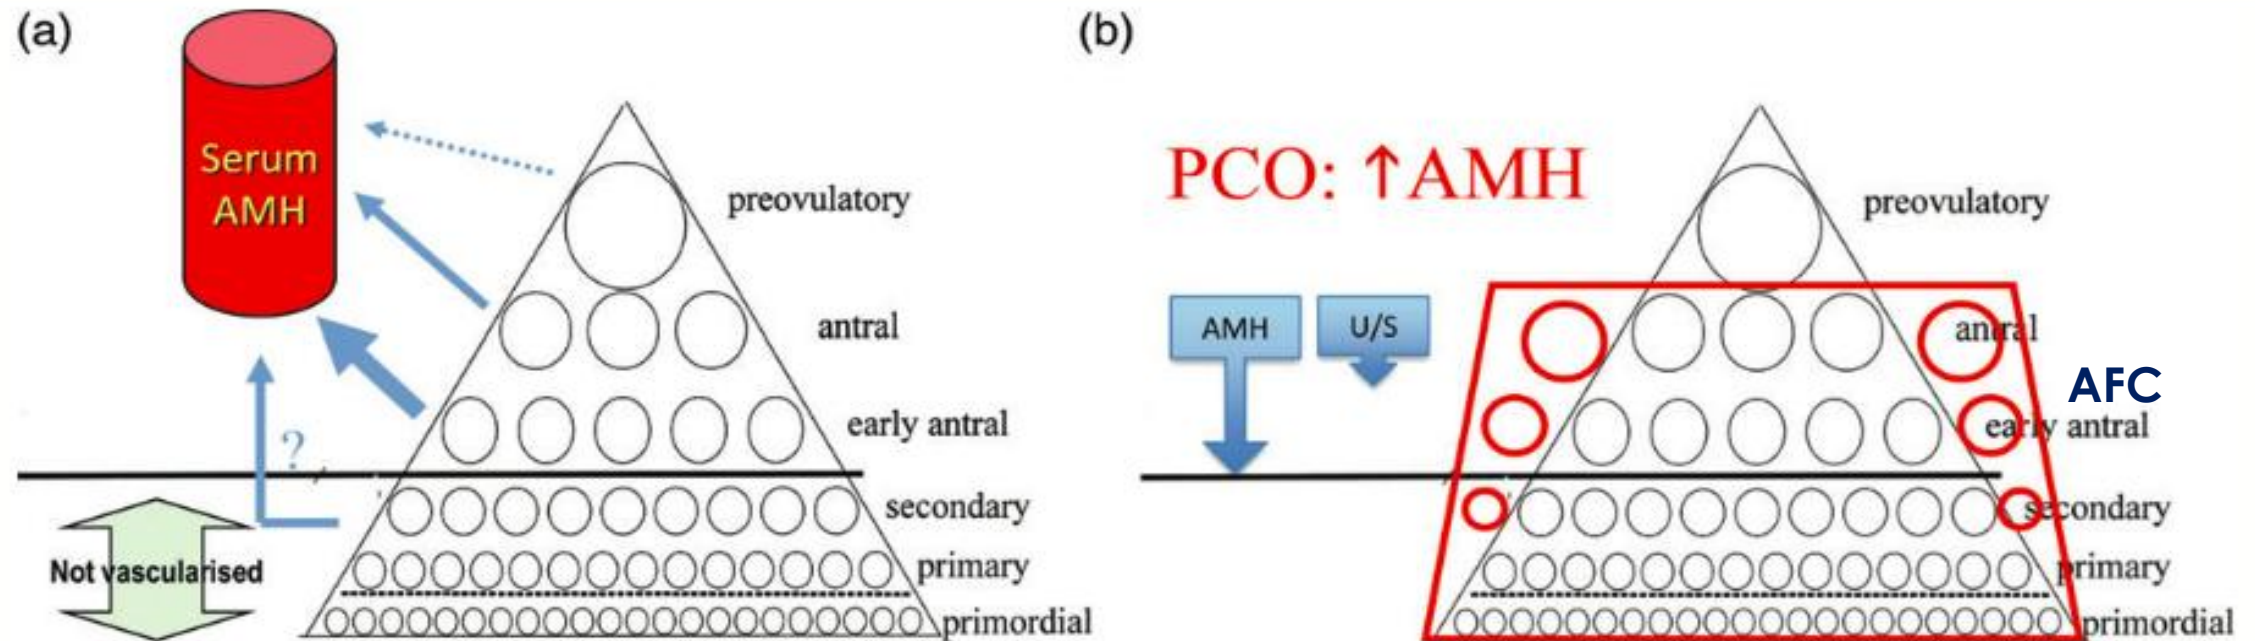 (a)
Serum
AMH
preovulatory
antral
early antral
?
secondary
Not vascularised
primary
primordial
(b)
PCO: ↑AMH
preovulatory
AMH
U/S
antral
AFC
early antral
secondary
primary
primordial